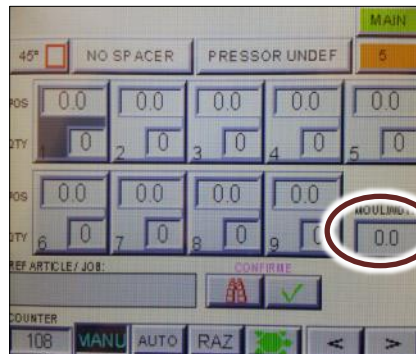 MAIN
45° NO SPACER PRESSOR UNDEF 5
POS 0.0 0.0 0.0 0.0 0.0
QTY 1 0 2 0 3 0 4 0 5 0
POS 0.0 0.0 0.0 0.0
QTY 6 0 7 0 8 0 9 0 0.0
REF ARTICLE / JOB: CONFIRME
COUNTER
108 MANU AUTO RAZ < >